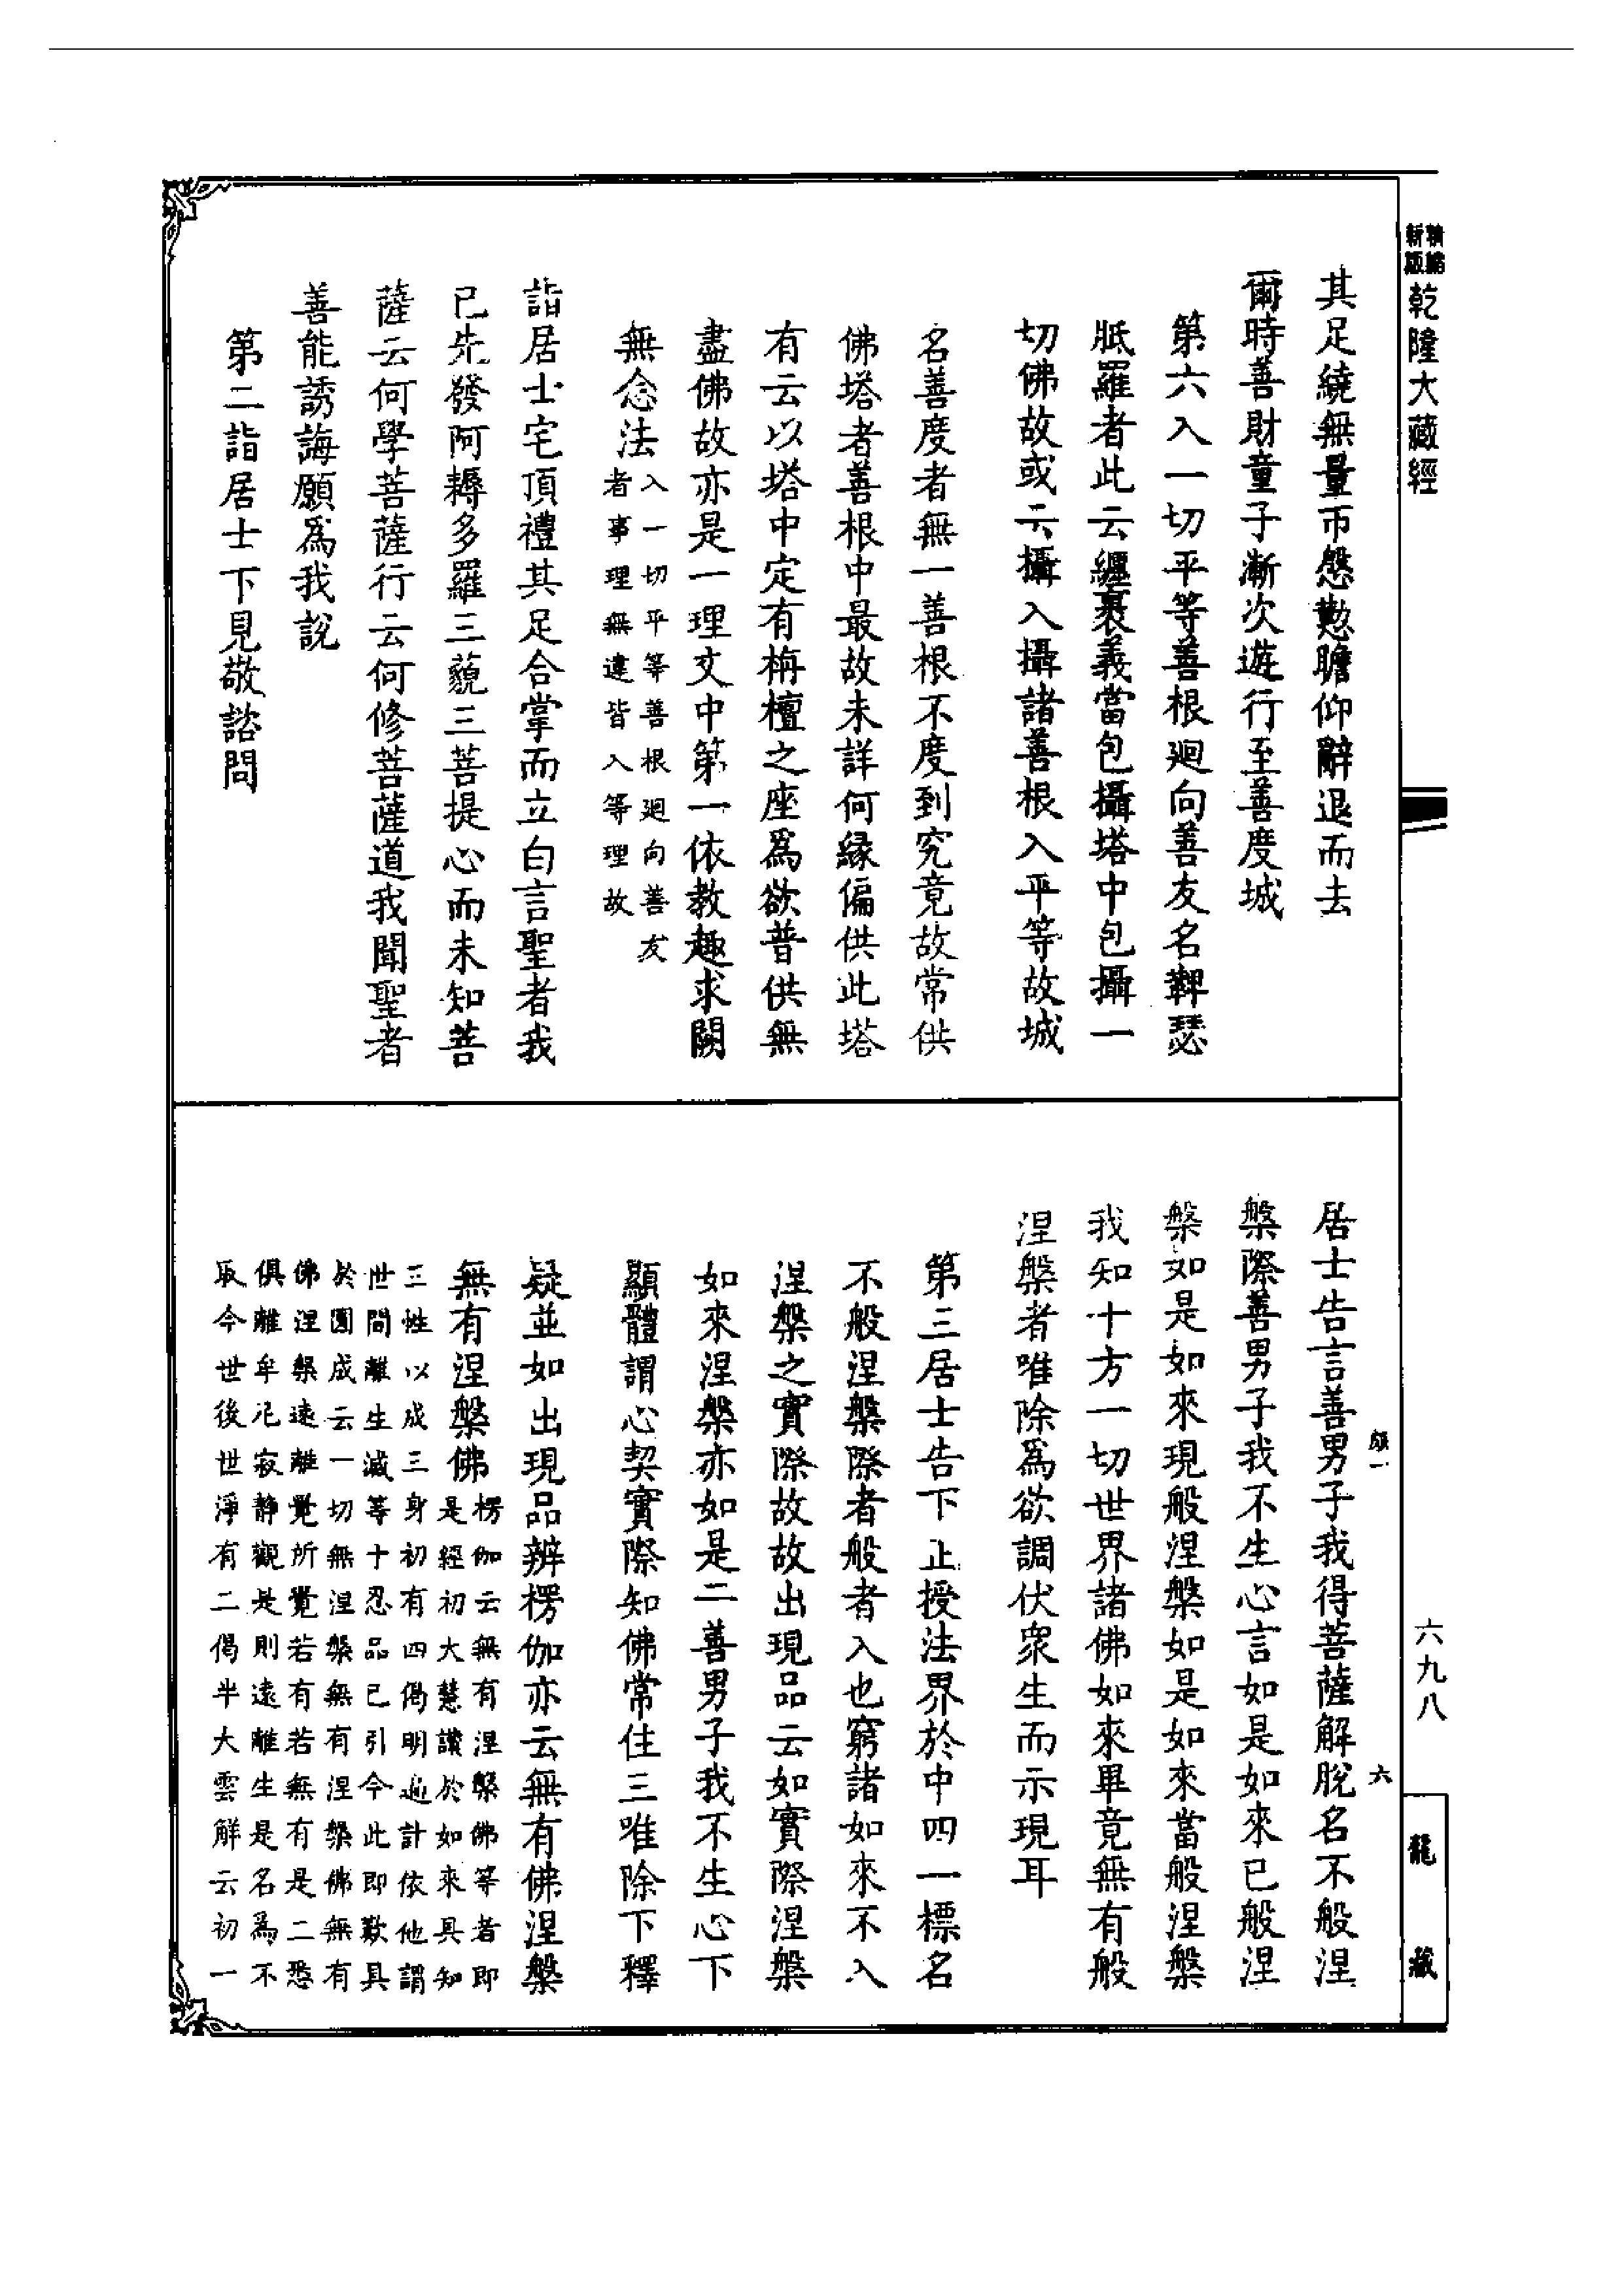 新版
精縮
乾隆大藏經
其足繞無量帀慇懃瞻仰辭退而去
爾時善財童子漸次遊行至善度城
第六入一切平等善根迴向善友名鞞瑟
胝羅者此云纏裹義當包攝塔中包攝一
切佛故或云攝入攝諸善根入平等故城
名善度者無一善根不度到究竟故常供
佛塔者善根中最故未詳何緣偏供此塔
有云以塔中定有栴檀之座爲欲普供無
盡佛故亦是一理文中第一依教趣求闕
無念法
入一切平等善根迴向善友
者事理無違皆入等理故
詣居士宅頂禮其足合掌而立白言聖者我
已先發阿耨多羅三藐三菩提心而未知菩
薩云何學菩薩行云何修菩薩道我聞聖者
善能誘誨願爲我說
第二詣居士下見敬諮問
六九八
龍藏
六
居士告言善男子我得菩薩解脫名不般涅
槃際善男子我不生心言如是如來已般涅
槃如是如來現般涅槃如是如來當般涅槃
我知十方一切世界諸佛如來畢竟無有般
涅槃者唯除爲欲調伏衆生而示現耳
第三居士告下正授法界於中四一標名
不般涅槃際者般者入也窮諸如來不入
涅槃之實際故故出現品云如實際涅槃
如來涅槃亦如是二善男子我不生心下
顯體謂心契實際知佛常住三唯除下釋
疑並如出現品辨楞伽亦云無有佛涅槃
無有涅槃佛
楞伽云無有涅槃佛等者即
是經初大慧讚於如來具知
三性以成三身初有四偈明遍計依他謂
世間離生滅等十忍品已引今此即歎具
於圓成云一切無涅槃無有涅槃佛無有
佛涅槃遠離覺所覺若有若無有是二悉
俱離牟尼寂靜觀是則遠離生是名爲不
取今世後世淨有二偈半大雲解云初一